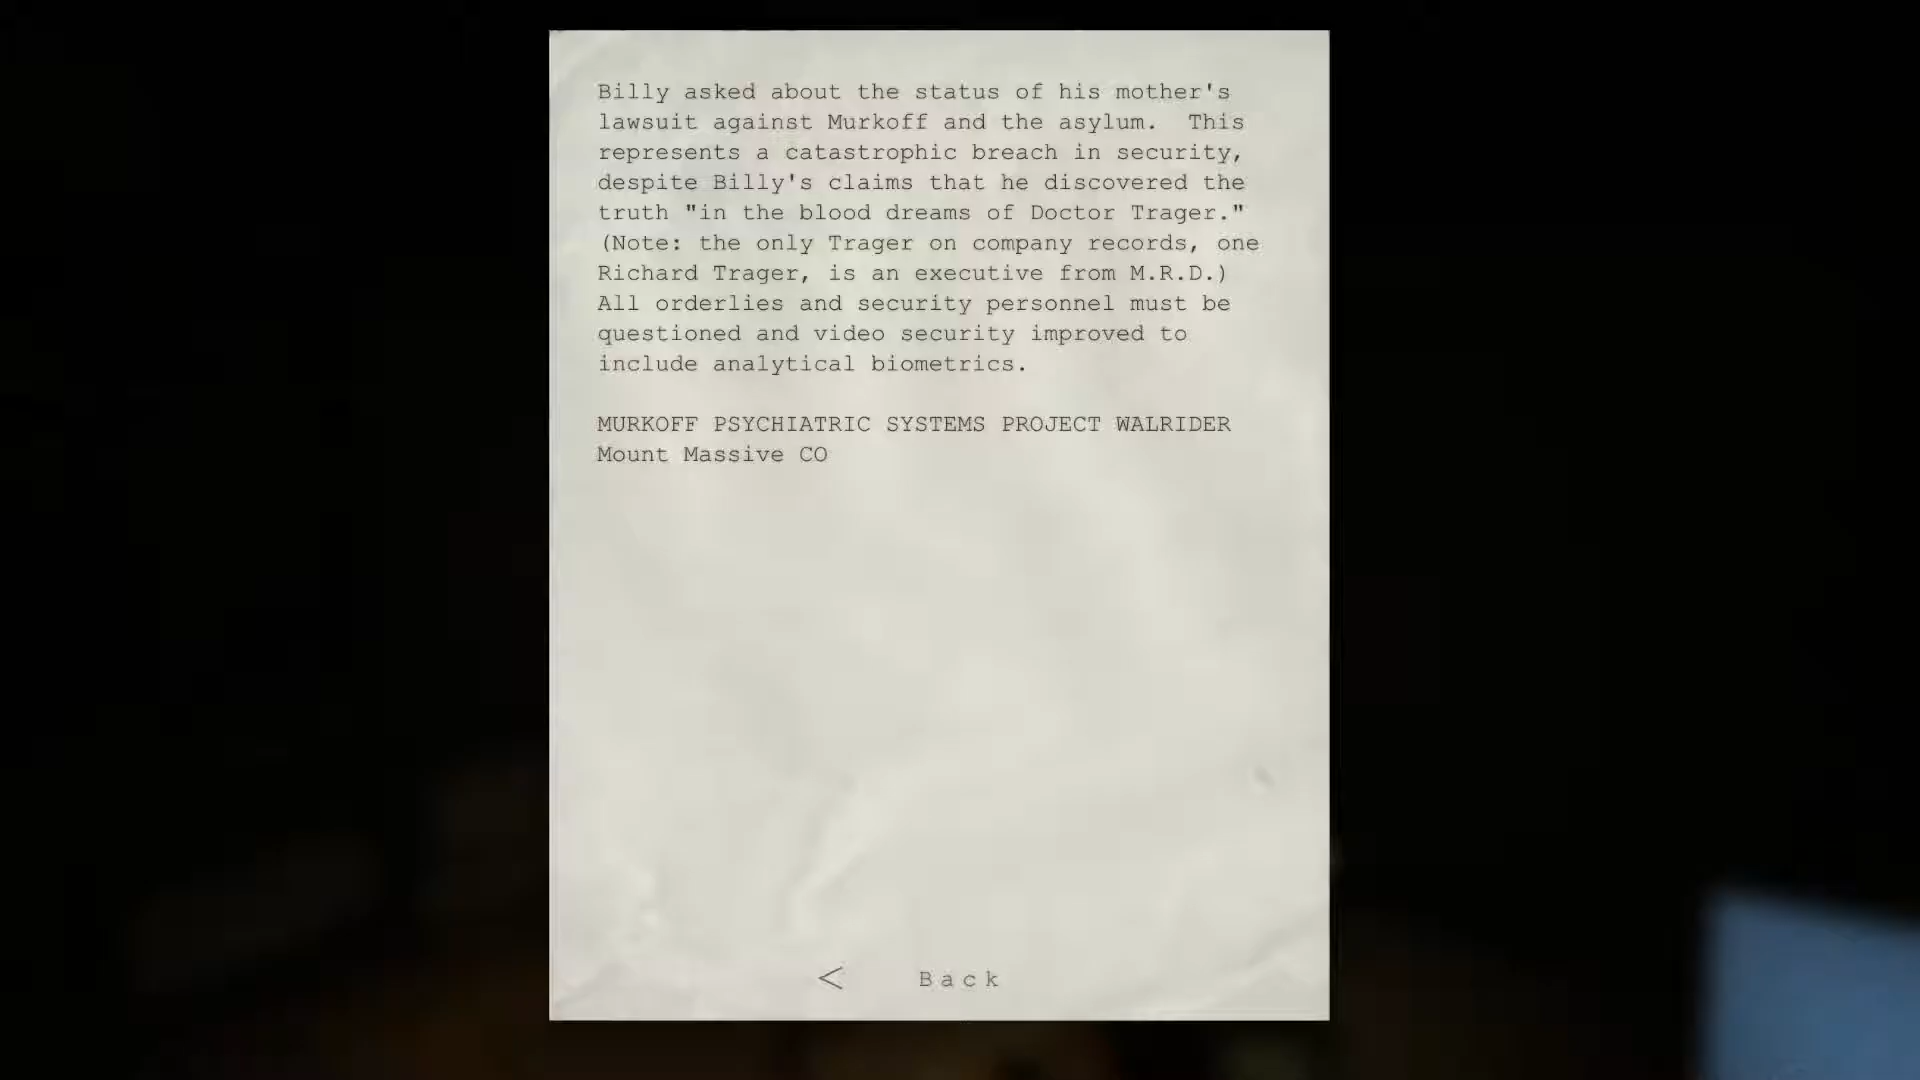 Billy asked about the status of his mother's
lawsuit against Murkoff and the asylum.  This
represents a catastrophic breach in security,
despite Billy's claims that he discovered the
truth "in the blood dreams of Doctor Trager."
(Note: the only Trager on company records, one
Richard Trager, is an executive from M.R.D.)
All orderlies and security personnel must be
questioned and video security improved to
include analytical biometrics.

MURKOFF PSYCHIATRIC SYSTEMS PROJECT WALRIDER
Mount Massive CO
< Back